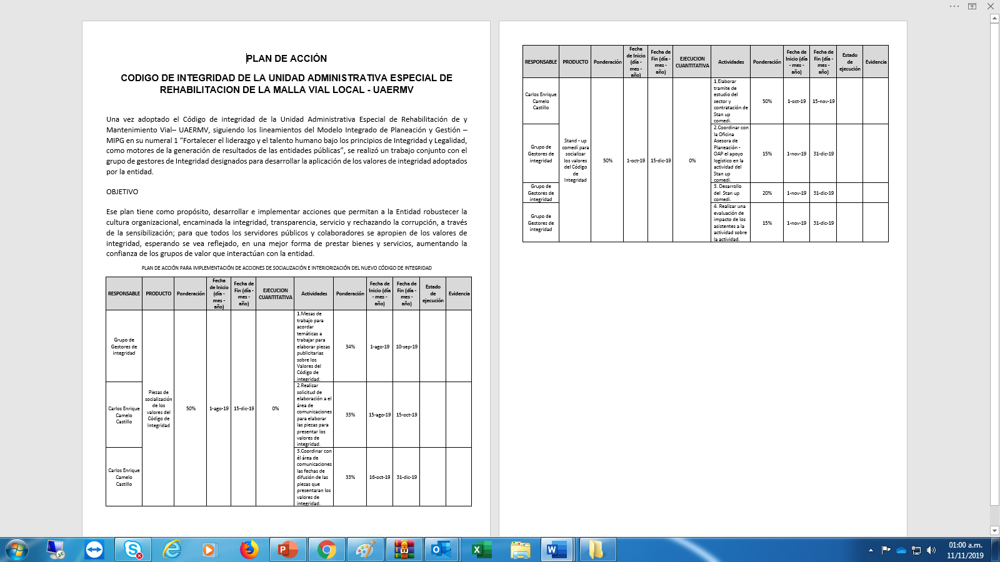 PLAN DE ACCIÓN
CODIGO DE INTEGRIDAD DE LA UNIDAD ADMINISTRATIVA ESPECIAL DE
REHABILITACION DE LA MALLA VIAL LOCAL - UAERMV
Una vez adoptado el Código de integridad de la Unidad Administrativa Especial de Rehabilitación de y
Mantenimiento Vial– UAERMV, siguiendo los lineamientos del Modelo Integrado de Planeación y Gestión –
MIPG en su numeral 1 “Fortalecer el liderazgo y el talento humano bajo los principios de Integridad y Legalidad,
como motores de la generación de resultados de las entidades públicas”, se realizó un trabajo conjunto con el
grupo de gestores de Integridad designados para desarrollar la aplicación de los valores de integridad adoptados
por la entidad.
OBJETIVO
Ese plan tiene como propósito, desarrollar e implementar acciones que permitan a la Entidad robustecer la
cultura organizacional, encaminada la integridad, transparencia, servicio y rechazando la corrupción, a través
de la sensibilización; para que todos los servidores públicos y colaboradores se apropien de los valores de
integridad, esperando se vea reflejado, en una mejor forma de prestar bienes y servicios, aumentando la
confianza de los grupos de valor que interactúan con la entidad.
PLAN DE ACCIÓN PARA IMPLEMENTACIÓN DE ACCIONES DE SOCIALIZACIÓN E INTERIORIZACIÓN DEL NUEVO CÓDIGO DE INTEGRIDAD
RESPONSABLE
PRODUCTO
Ponderación
Fecha
de Inicio
(día -
mes -
año)
Fecha de
Fin (día -
mes -
año)
EJECUCION
CUANTITATIVA
Actividades
Ponderación
Fecha de
Inicio (día
- mes -
año)
Fecha de
Fin (día -
mes -
año)
Estado
de
ejecución
Evidencia
Grupo de
Gestores de
integridad
Piezas de
socialización
de los
valores del
Código de
Integridad
50%
1-ago-19
15-dic-19
0%
1.Mesas de
trabajo para
acordar
temáticas a
trabajar para
elaborar piezas
publicitarias
sobre los
Valores del
Código de
integridad.
34%
1-ago-19
10-sep-19
Carlos Enrique
Camelo
Castillo
2.Realizar
solicitud de
elaboración a el
área de
comunicaciones
para elaborar
las piezas para
presentar los
valores de
integridad.
33%
15-ago-19
15-oct-19
Carlos Enrique
Camelo
Castillo
3.Coordinar con
él área de
comunicaciones
las fechas de
difusión de las
piezas que
presentaran los
valores de
integridad.
33%
16-oct-19
31-dic-19
RESPONSABLE
PRODUCTO
Ponderación
Fecha
de Inicio
(día -
mes -
año)
Fecha de
Fin (día -
mes -
año)
EJECUCION
CUANTITATIVA
Actividades
Ponderación
Fecha de
Inicio (día
- mes -
año)
Fecha de
Fin (día -
mes -
año)
Estado
de
ejecución
Evidencia
Carlos Enrique
Camelo
Castillo
Stand - up
comedí para
socializar
los valores
del Código
de
Integridad
50%
1-oct-19
15-dic-19
0%
1.Elaborar
tramite de
estudio del
sector y
contratación de
Stan up
comedi.
50%
1-oct-19
15-nov-19
Grupo de
Gestores de
integridad
2.Coordinar con
la Oficina
Asesora de
Planeación -
OAP el apoyo
logístico en la
actividad del
Stan up
comedi.
15%
1-nov-19
31-dic-19
Grupo de
Gestores de
integridad
3. Desarrollo
del Stan up
comedi.
20%
1-nov-19
31-dic-19
Grupo de
Gestores de
integridad
4. Realizar una
evaluación de
impacto de los
asistentes a la
actividad sobre
la actividad.
15%
1-nov-19
31-dic-19
01:00 a.m.
11/11/2019